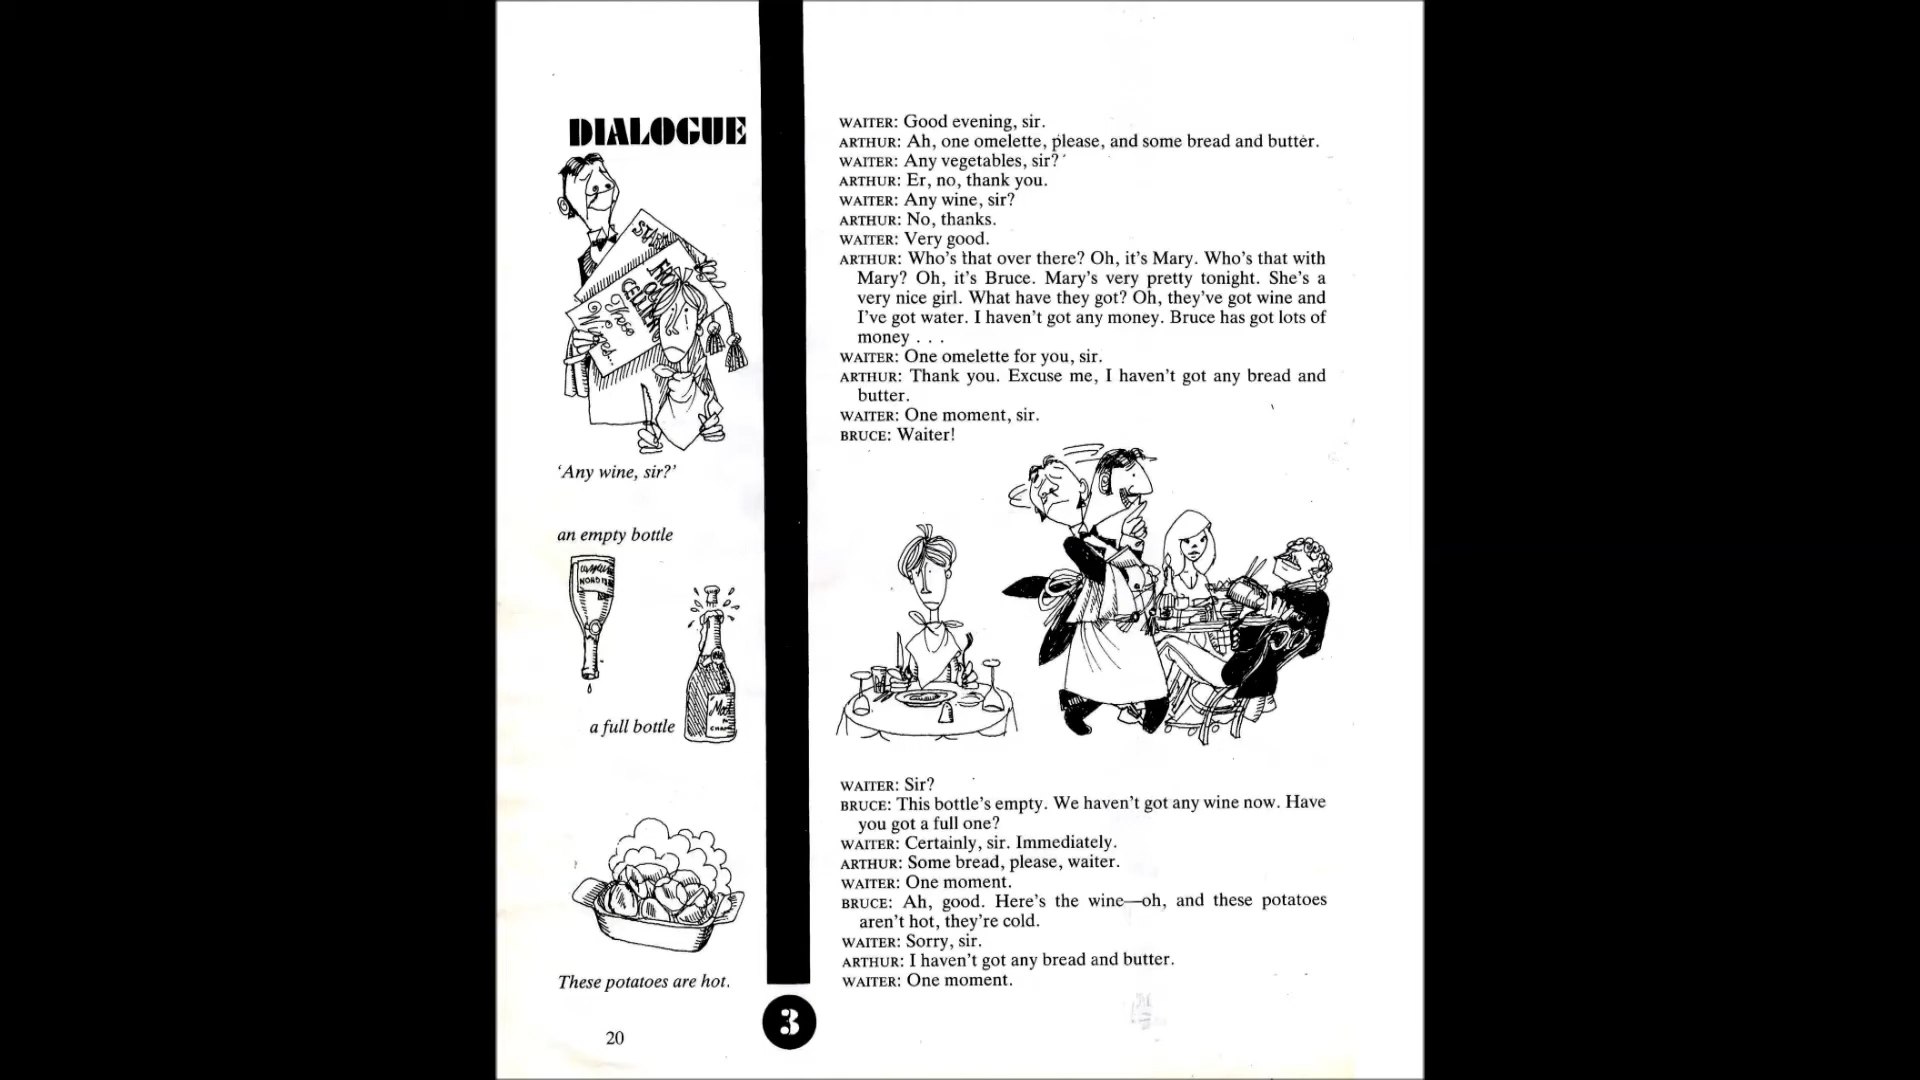 DIALOGUE
'Any wine, sir?'
an empty bottle
a full bottle
These potatoes are hot.
20
3
WAITER: Good evening, sir.
ARTHUR: Ah, one omelette, please, and some bread and butter.
WAITER: Any vegetables, sir?
ARTHUR: Er, no, thank you.
WAITER: Any wine, sir?
ARTHUR: No, thanks.
WAITER: Very good.
ARTHUR: Who's that over there? Oh, it's Mary. Who's that with
Mary? Oh, it's Bruce. Mary's very pretty tonight. She's a
very nice girl. What have they got? Oh, they've got wine and
I've got water. I haven't got any money. Bruce has got lots of
money . . .
WAITER: One omelette for you, sir.
ARTHUR: Thank you. Excuse me, I haven't got any bread and
butter.
WAITER: One moment, sir.
BRUCE: Waiter!
WAITER: Sir?
BRUCE: This bottle's empty. We haven't got any wine now. Have
you got a full one?
WAITER: Certainly, sir. Immediately.
ARTHUR: Some bread, please, waiter.
WAITER: One moment.
BRUCE: Ah, good. Here's the wine—oh, and these potatoes
aren't hot, they're cold.
WAITER: Sorry, sir.
ARTHUR: I haven't got any bread and butter.
WAITER: One moment.